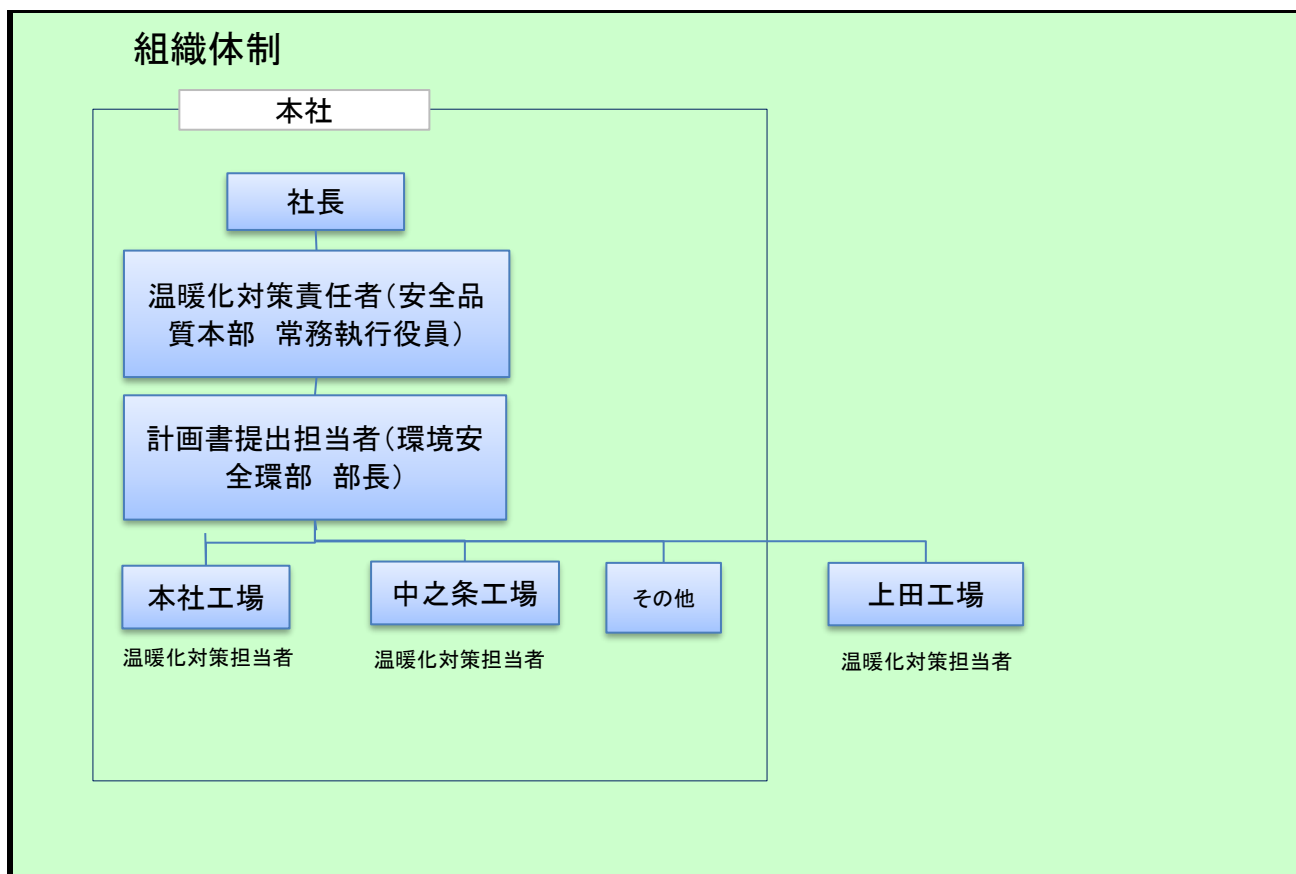 組織体制
本社
社長
温暖化対策責任者（安全品
質本部　常務執行役員）
計画書提出担当者（環境安
全環部　部長）
本社工場
中之条工場
その他
上田工場
温暖化対策担当者
温暖化対策担当者
温暖化対策担当者